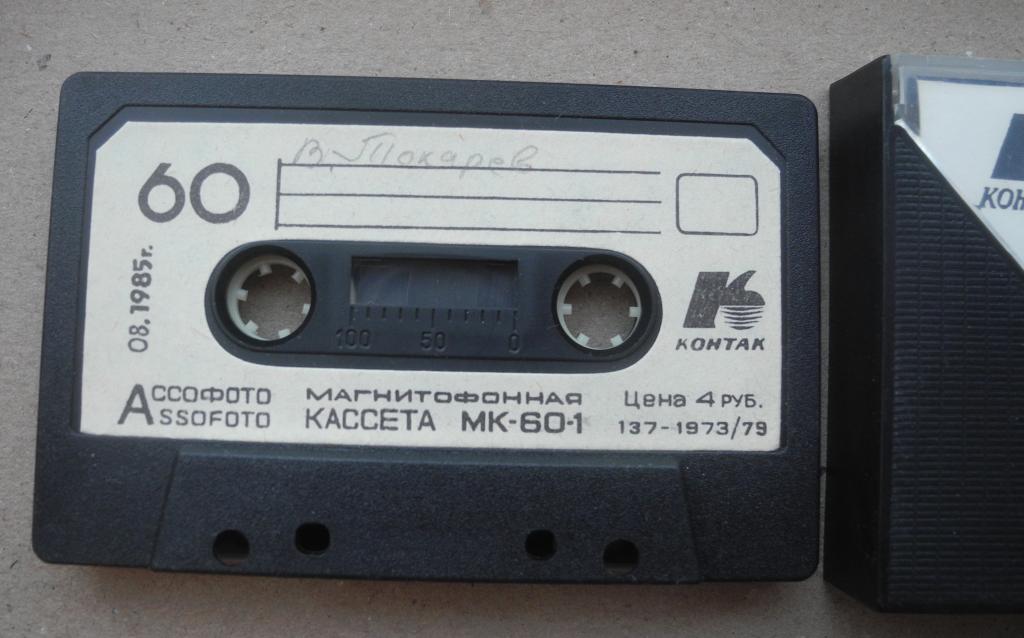 В. Токарев
60
08.1985г.
100 50 0
КОНТАК
АССОФОТО
ASSOFOTO
МАГНИТОФОННАЯ
КАССЕТА МК-60-1
Цена 4 РУБ.
137-1973/79